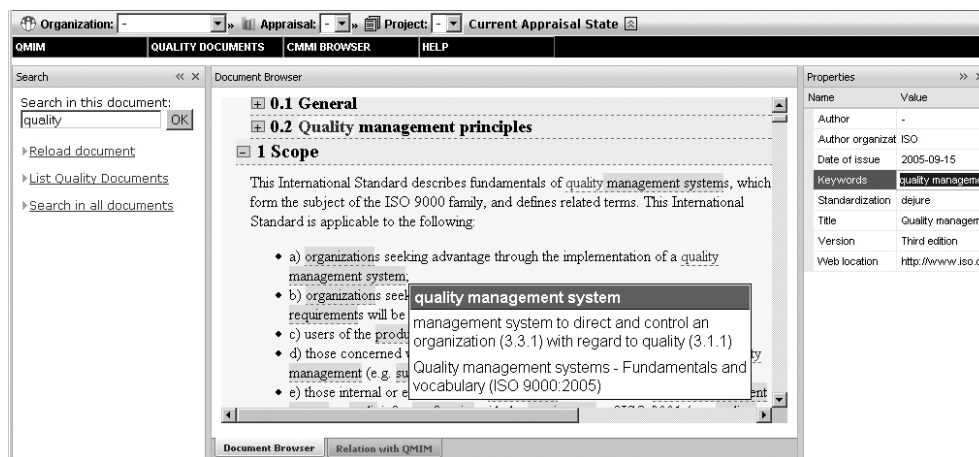 Organization: - » Appraisal: - » Project: - Current Appraisal State
QMIM QUALITY DOCUMENTS CMMI BROWSER HELP
Search
Search in this document:
quality OK
Reload document
List Quality Documents
Search in all documents
Document Browser
0.1 General
0.2 Quality management principles
1 Scope
This International Standard describes fundamentals of quality management systems, which
form the subject of the ISO 9000 family, and defines related terms. This International
Standard is applicable to the following:
a) organizations seeking advantage through the implementation of a quality
management system;
b) organizations seek
requirements will be
c) users of the produ
d) those concerned
management (e.g. su
e) those internal or e
quality management system
management system to direct and control an
organization (3.3.1) with regard to quality (3.1.1)
Quality management systems - Fundamentals and
vocabulary (ISO 9000:2005)
Document Browser Relation with QMIM
Properties
Name Value
Author -
Author organizat ISO
Date of issue 2005-09-15
Keywords quality manageme
Standardization dejure
Title Quality managem
Version Third edition
Web location http://www.iso.c